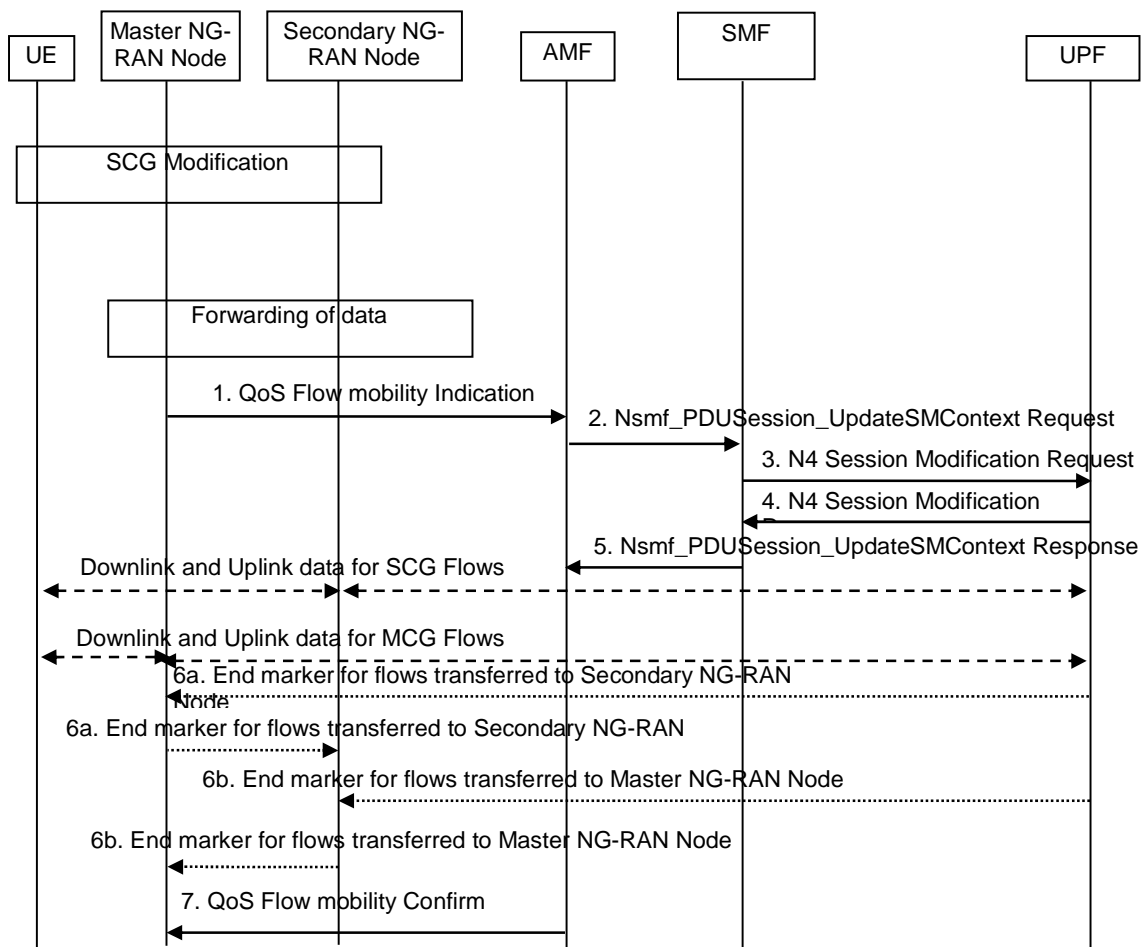 Master NG-
RAN Node
Secondary NG-
RAN Node
SMF
UE
AMF
UPF
SCG Modification
Forwarding of data
1. QoS Flow mobility Indication
2. Nsmf_PDUSession_UpdateSMContext Request
3. N4 Session Modification Request
4. N4 Session Modification
5. Nsmf_PDUSession_UpdateSMContext Response
Downlink and Uplink data for SCG Flows
Downlink and Uplink data for MCG Flows
6a. End marker for flows transferred to Secondary NG-RAN
Node
6a. End marker for flows transferred to Secondary NG-RAN
6b. End marker for flows transferred to Master NG-RAN Node
6b. End marker for flows transferred to Master NG-RAN Node
7. QoS Flow mobility Confirm